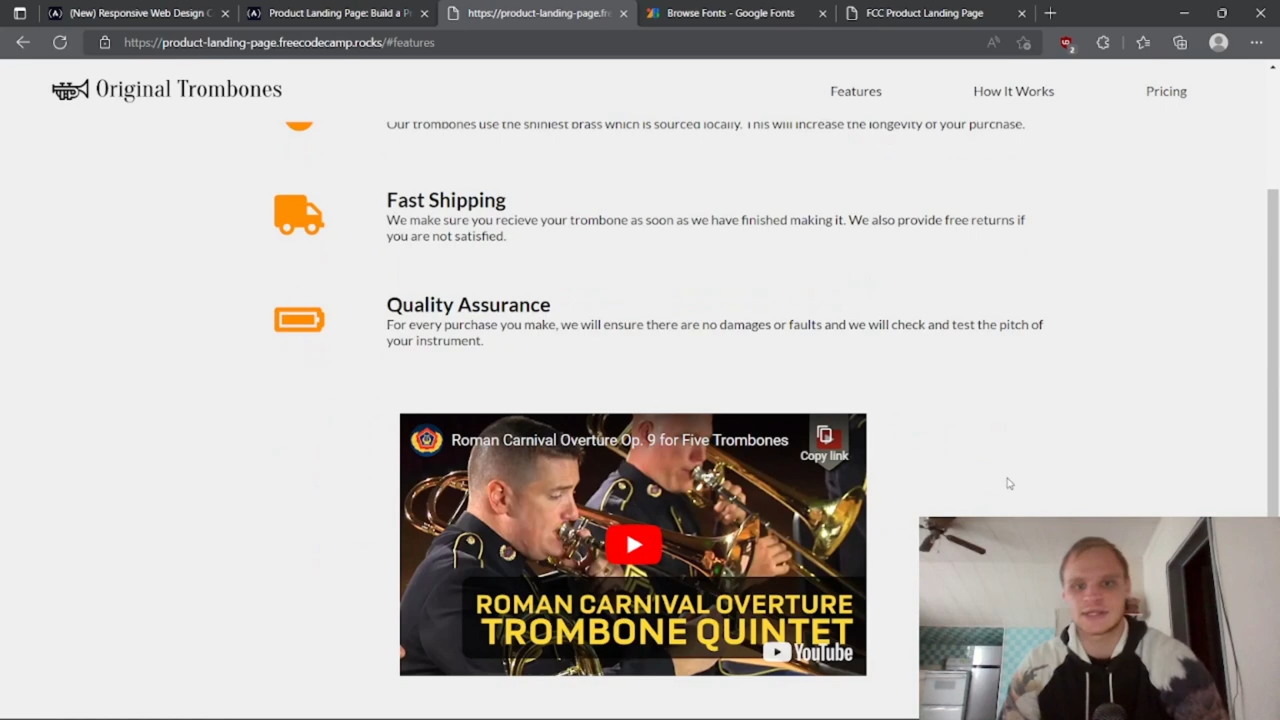 (New) Responsive Web Design C
Product Landing Page: Build a P
https://product-landing-page.fre
Browse Fonts - Google Fonts
FCC Product Landing Page
https://product-landing-page.freecodecamp.rocks/#features
2
Original Trombones
Features
How It Works
Pricing
Our trombones use the shiniest brass which is sourced locally. This will increase the longevity of your purchase.
Fast Shipping
We make sure you recieve your trombone as soon as we have finished making it. We also provide free returns if
you are not satisfied.
Quality Assurance
For every purchase you make, we will ensure there are no damages or faults and we will check and test the pitch of
your instrument.
Roman Carnival Overture Op. 9 for Five Trombones
Copy link
ROMAN CARNIVAL OVERTURE
TROMBONE QUINTET
YouTube